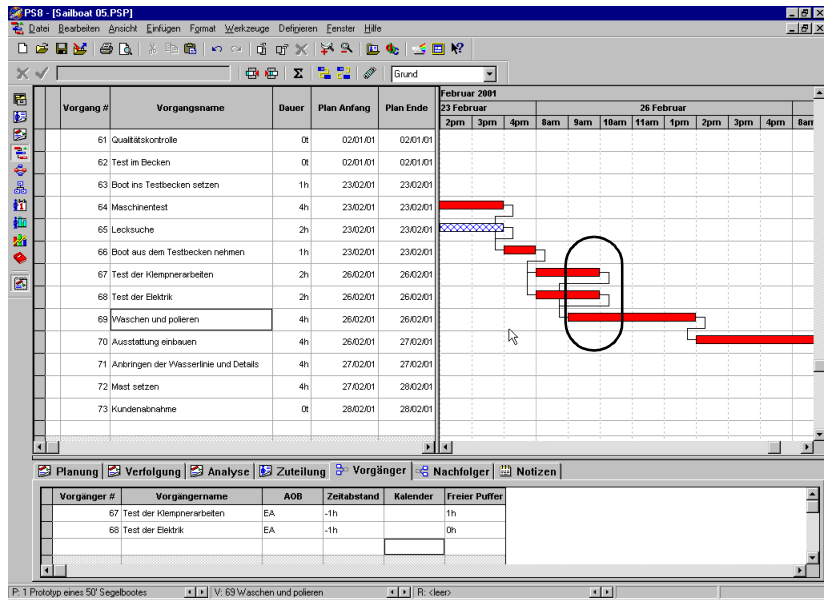 PS8 - [Sailboat 05.PSP]
Datei Bearbeiten Ansicht Einfügen Format Werkzeuge Definieren Fenster Hilfe
Grund
Vorgang # Vorgangsname Dauer Plan Anfang Plan Ende
Februar 2001
23 Februar 26 Februar
2pm 3pm 4pm 8am 9am 10am 11am 1pm 2pm 3pm 4pm 8am
61 Qualitätskontrolle 0t 02/01/01 02/01/01
62 Test im Becken 0t 02/01/01 02/01/01
63 Boot ins Testbecken setzen 1h 23/02/01 23/02/01
64 Maschinentest 4h 23/02/01 23/02/01
65 Lecksuche 2h 23/02/01 23/02/01
66 Boot aus dem Testbecken nehmen 1h 23/02/01 23/02/01
67 Test der Klempnerarbeiten 2h 26/02/01 26/02/01
68 Test der Elektrik 2h 26/02/01 26/02/01
69 Waschen und polieren 4h 26/02/01 26/02/01
70 Ausstattung einbauen 4h 26/02/01 27/02/01
71 Anbringen der Wasserlinie und Details 4h 27/02/01 27/02/01
72 Mast setzen 4h 27/02/01 28/02/01
73 Kundenabnahme 0t 28/02/01 28/02/01
Planung Verfolgung Analyse Zuteilung Vorgänger Nachfolger Notizen
Vorgänger # Vorgängername AOB Zeitabstand Kalender Freier Puffer
67 Test der Klempnerarbeiten EA -1h 1h
68 Test der Elektrik EA -1h 0h
P: 1 Prototyp eines 50' Segelbootes V: 69 Waschen und polieren R: <leer>